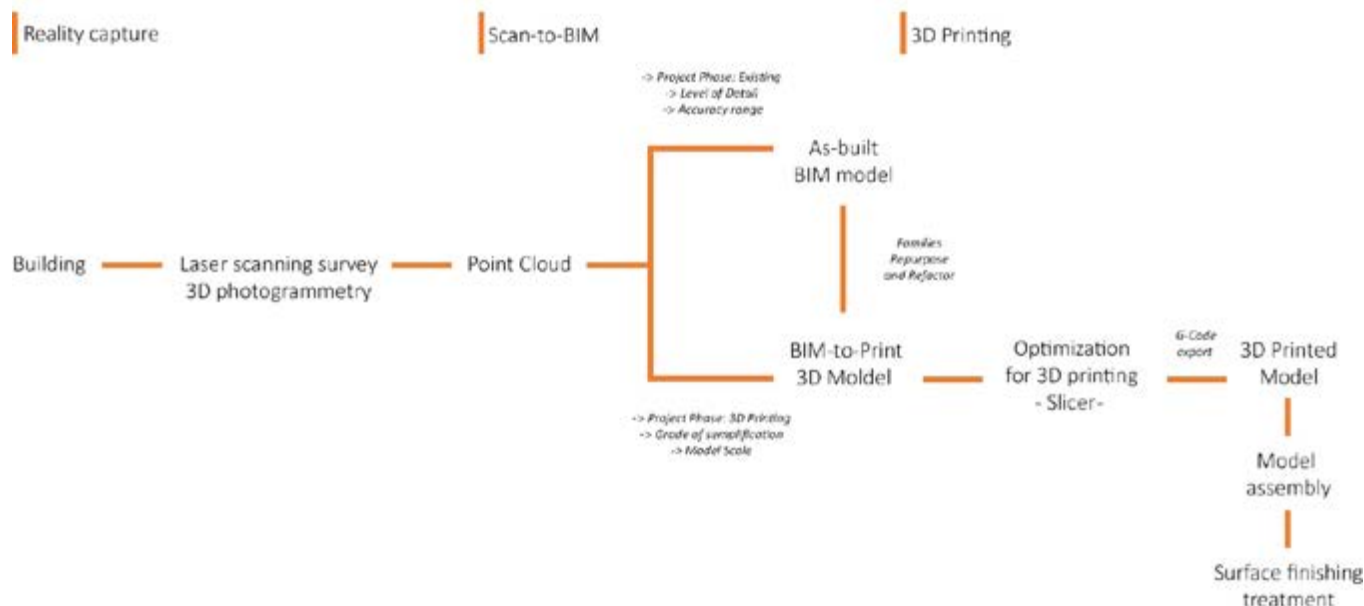 Reality capture
Scan-to-BIM
3D Printing
-> Project Phase: Existing
-> Level of Detail
-> Accuracy range
As-built
BIM model
Building
Laser scanning survey
3D photogrammetry
Point Cloud
Families
Repurpose
and Refactor
BIM-to-Print
3D Moldel
Optimization
for 3D printing
- Slicer-
G-Code
export
3D Printed
Model
-> Project Phase: 3D Printing
-> Grade of semplification
-> Model Scale
Model
assembly
Surface finishing
treatment